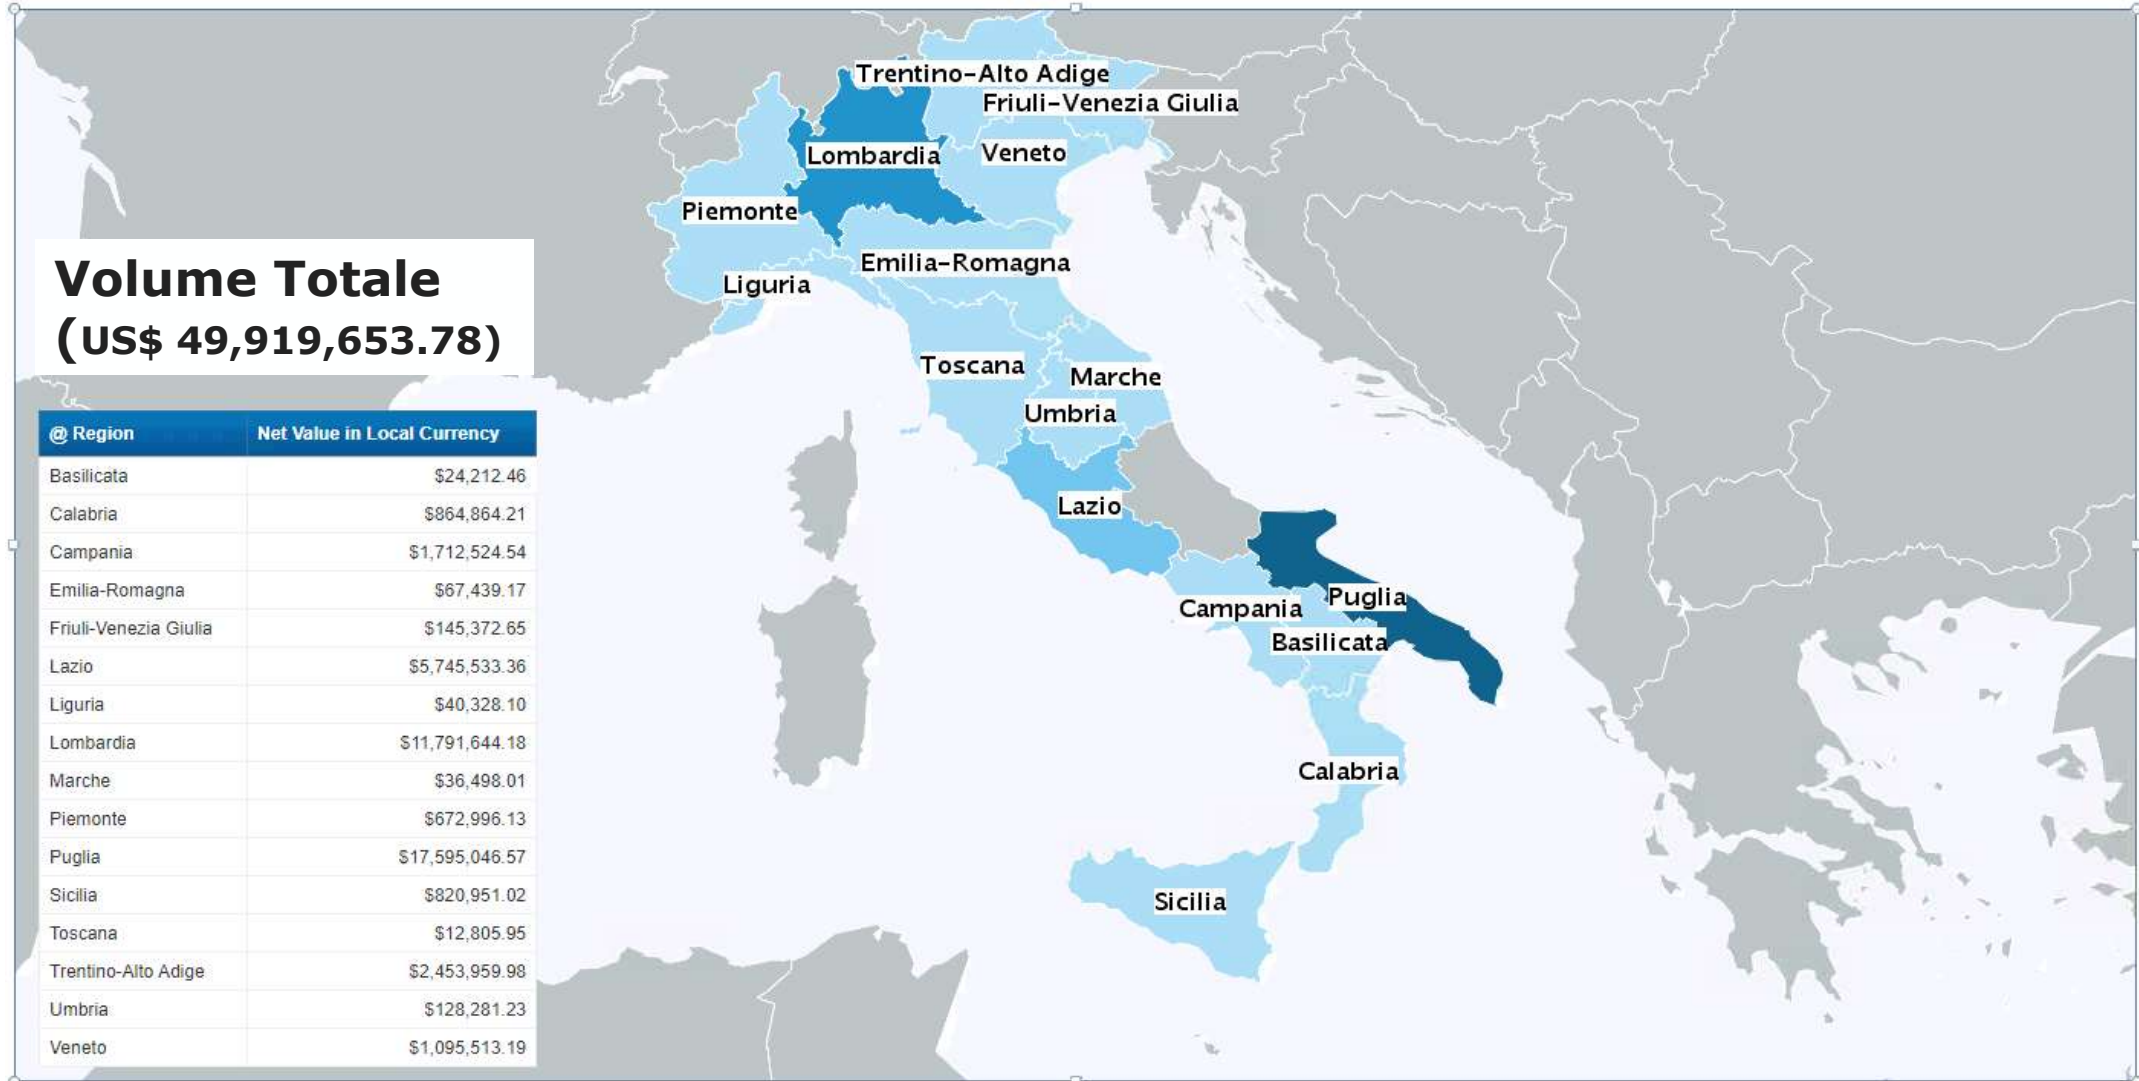 Trentino-Alto Adige
Friuli-Venezia Giulia
Lombardia
Veneto
Piemonte
Emilia-Romagna
Liguria
Volume Totale
(US$ 49,919,653.78)
Toscana
Marche
Umbria
Lazio
Puglia
Campania
Basilicata
Calabria
Sicilia
@ Region Net Value in Local Currency
Basilicata $24,212.46
Calabria $864,864.21
Campania $1,712,524.54
Emilia-Romagna $67,439.17
Friuli-Venezia Giulia $145,372.65
Lazio $5,745,533.36
Liguria $40,328.10
Lombardia $11,791,644.18
Marche $36,498.01
Piemonte $672,996.13
Puglia $17,595,046.57
Sicilia $820,951.02
Toscana $12,805.95
Trentino-Alto Adige $2,453,959.98
Umbria $128,281.23
Veneto $1,095,513.19